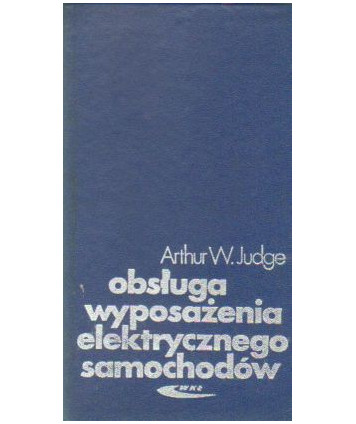 Arthur W. Judge
obsługa
wyposażenia
elektrycznego
samochodów
WKŁ